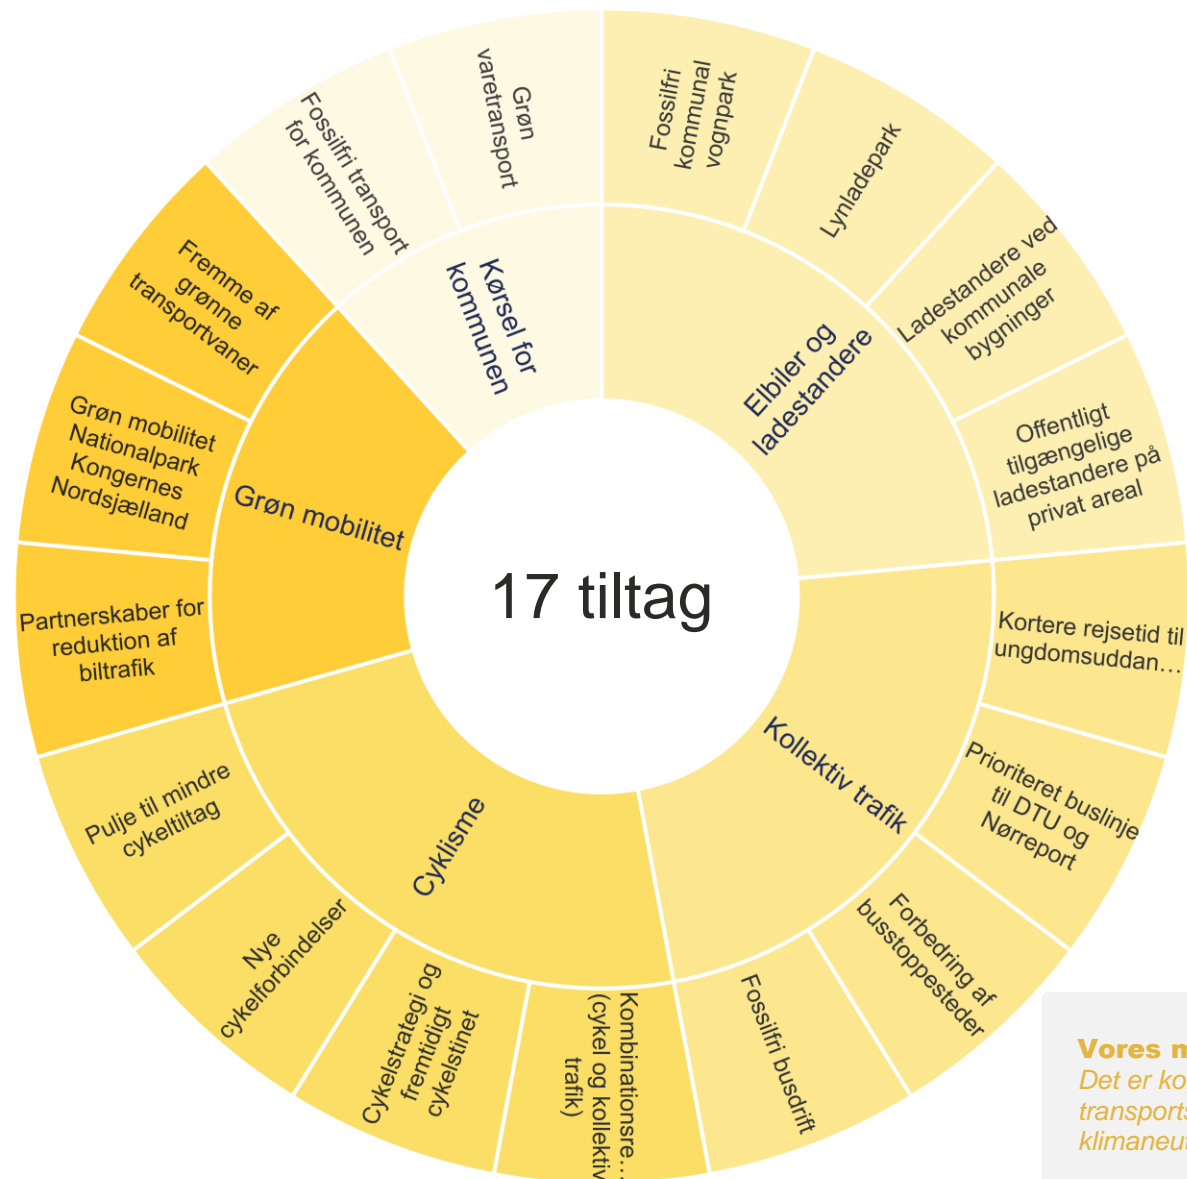 17 tiltag
Elbiler og
ladestandere
Fossilfri
kommunal
vognpark
Lynladepark
Ladestandere ved
kommunale
bygninger
Offentligt
tilgængelige
ladestandere på
privat areal
Kollektiv trafik
Kortere rejsetid til
ungdomsuddan…
Prioriteret buslinje
til DTU og
Nørreport
Forbedring af
busstoppesteder
Fossilfri busdrift
Cyklisme
Kombinationsre…
(cykel og kollektiv
trafik)
Cykelstrategi og
fremtidigt
cykelstinet
Nye
cykelforbindelser
Pulje til mindre
cykeltiltag
Grøn mobilitet
Partnerskaber for
reduktion af
biltrafik
Grøn mobilitet
Nationalpark
Kongernes
Nordsjælland
Fremme af
grønne
transportvaner
Kørsel for
kommunen
Fossilfri transport
for kommunen
Grøn
varetransport
Vores m
Det er ko
transports
klimaneut